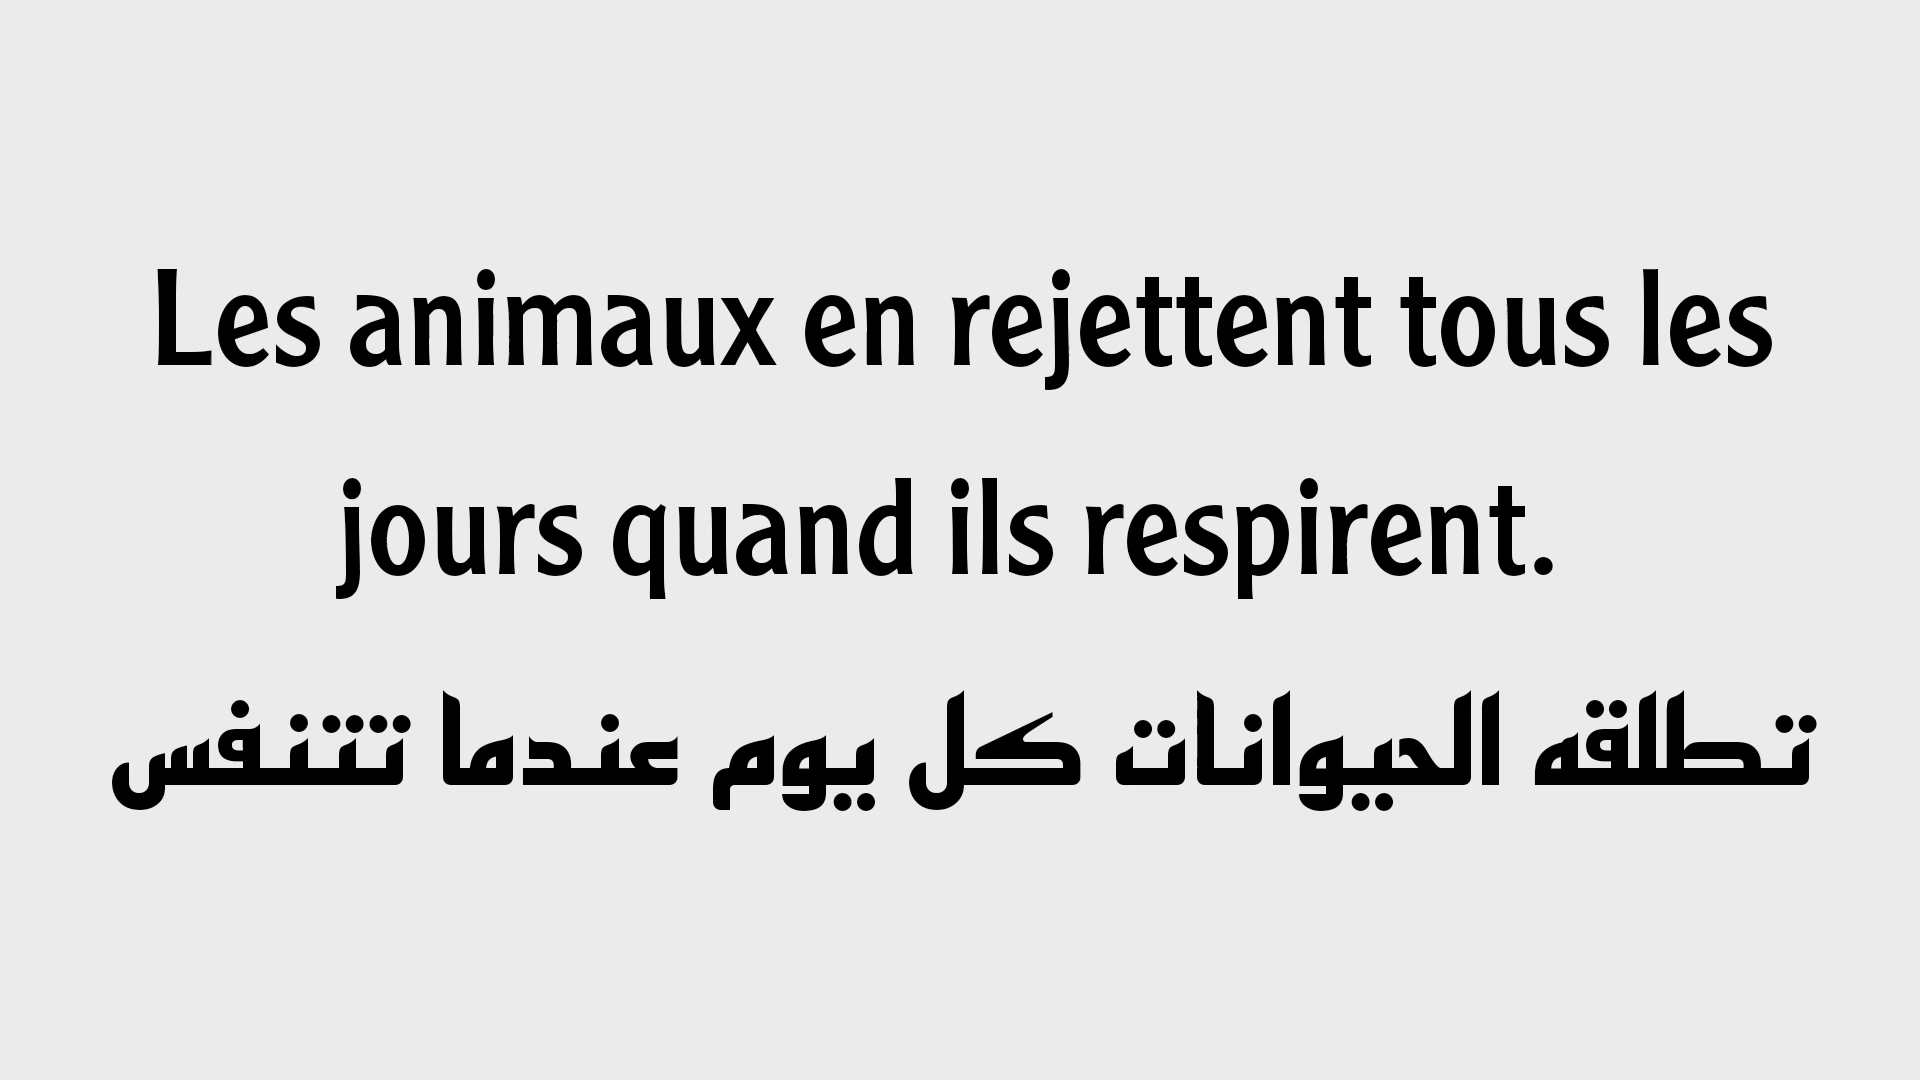 Les animaux en rejettent tous les
jours quand ils respirent.
تطلقه الحيوانات كل يوم عندما تتنفس